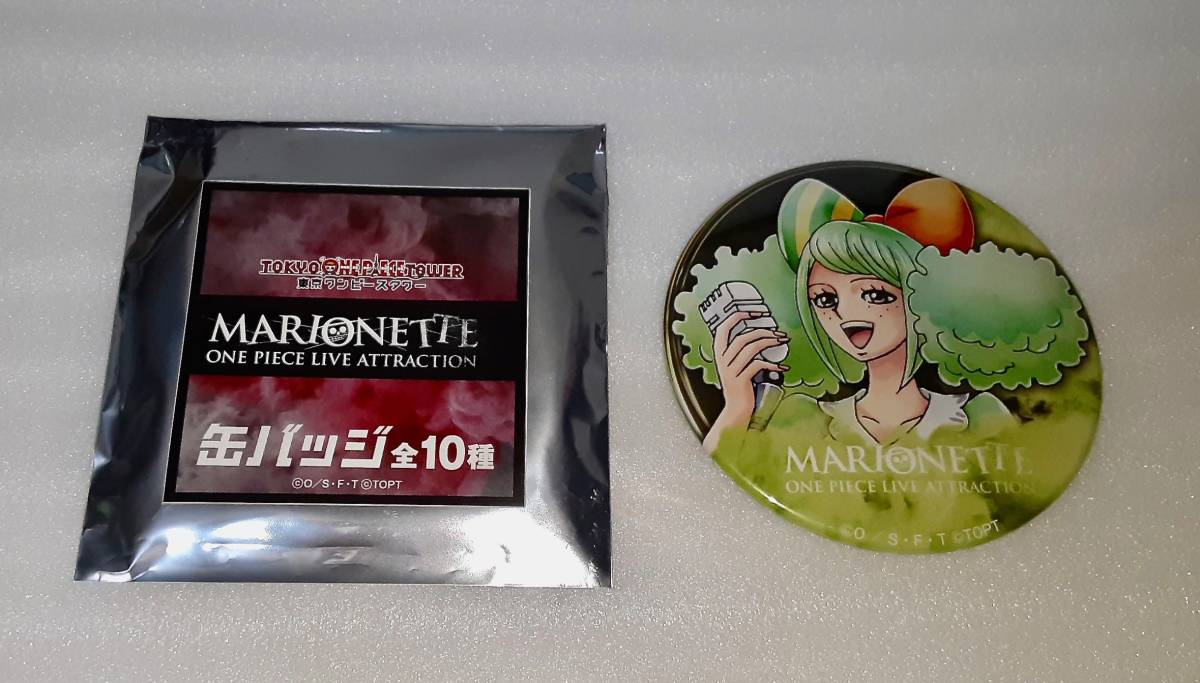 TOKYO ONE PIECE TOWER
東京ワンピースタワー
MARIONETTE
ONE PIECE LIVE ATTRACTION
缶バッジ全10種
©O/S・F・T ©TOPT
MARIONETTE
ONE PIECE LIVE ATTRACTION
©O S・F・T ©TOPT